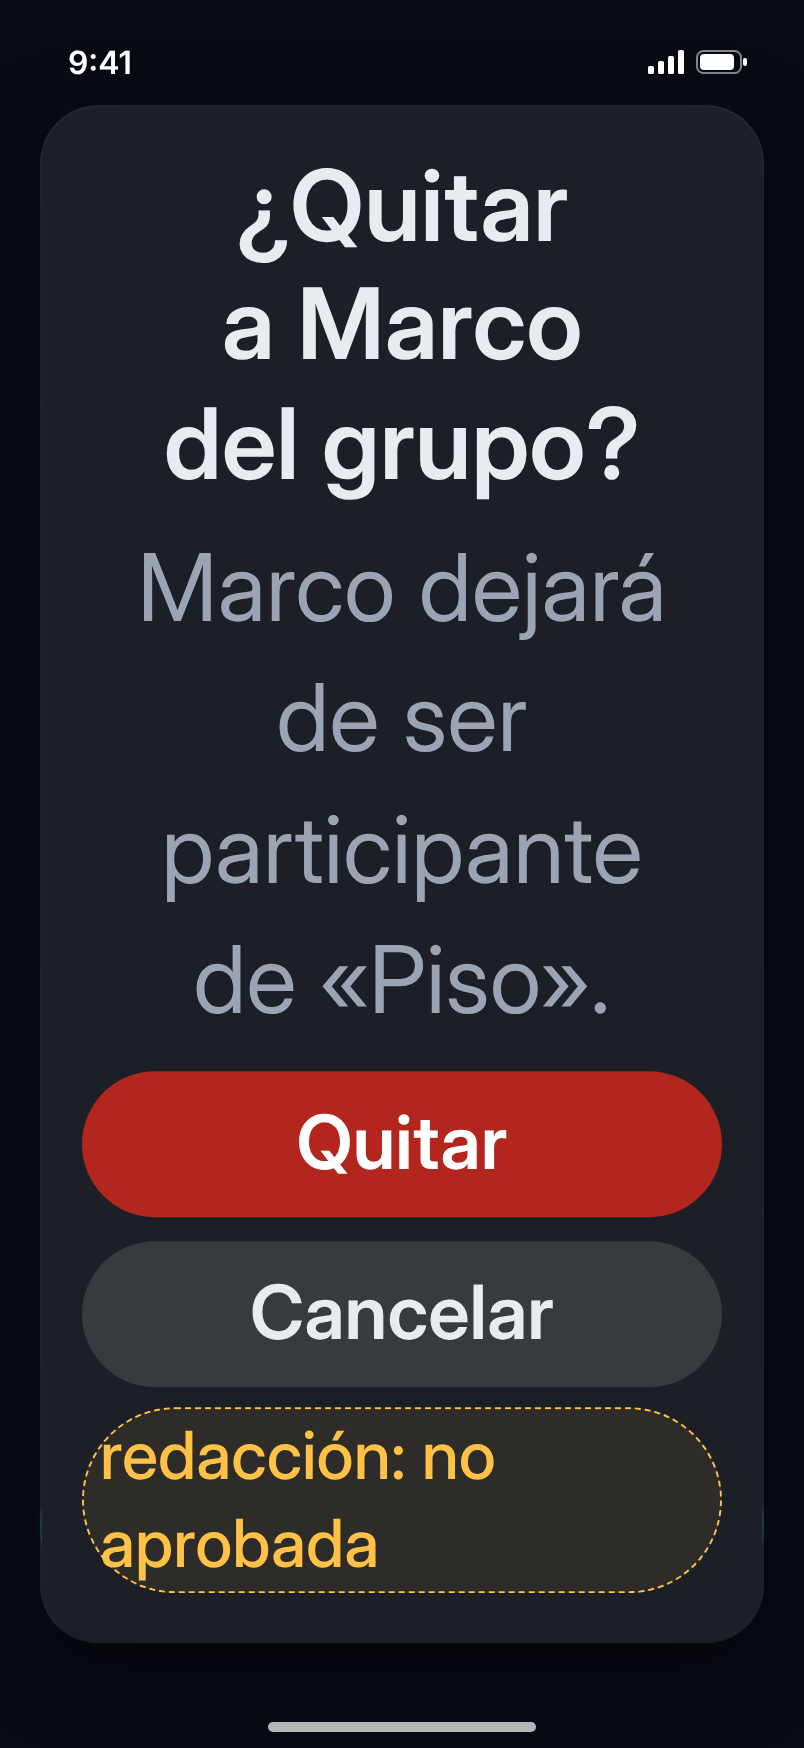 9:41
¿Quitar
a Marco
del grupo?
Marco dejará
de ser
participante
de «Piso».
Quitar
Cancelar
redacción: no
aprobada